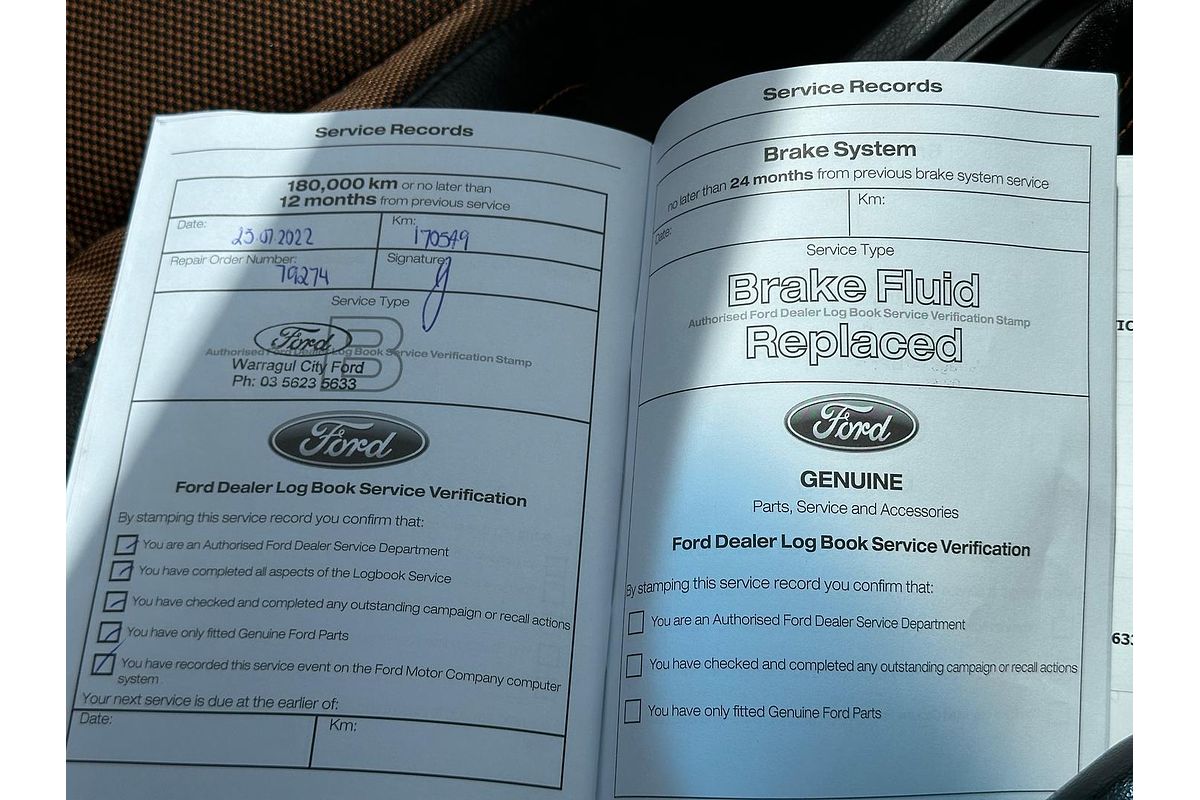 Service Records
180,000 km or no later than
12 months from previous service
Date:
Km:
25.07.2022
170549
Repair Order Number:
79274
Signature:
Service Type
B
Ford
Authorised Ford Dealer Log Book Service Verification Stamp
Warragul City Ford
Ph: 03 5623 5633
Ford
Ford Dealer Log Book Service Verification
By stamping this service record you confirm that:
You are an Authorised Ford Dealer Service Department
You have completed all aspects of the Logbook Service
You have checked and completed any outstanding campaign or recall actions
You have only fitted Genuine Ford Parts
You have recorded this service event on the Ford Motor Company computer
system
Your next service is due at the earlier of:
Date:
Km:
Service Records
Brake System
no later than 24 months from previous brake system service
Date:
Km:
Service Type
Brake Fluid
Authorised Ford Dealer Log Book Service Verification Stamp
Replaced
Ford
GENUINE
Parts, Service and Accessories
Ford Dealer Log Book Service Verification
By stamping this service record you confirm that:
You are an Authorised Ford Dealer Service Department
You have checked and completed any outstanding campaign or recall actions
You have only fitted Genuine Ford Parts